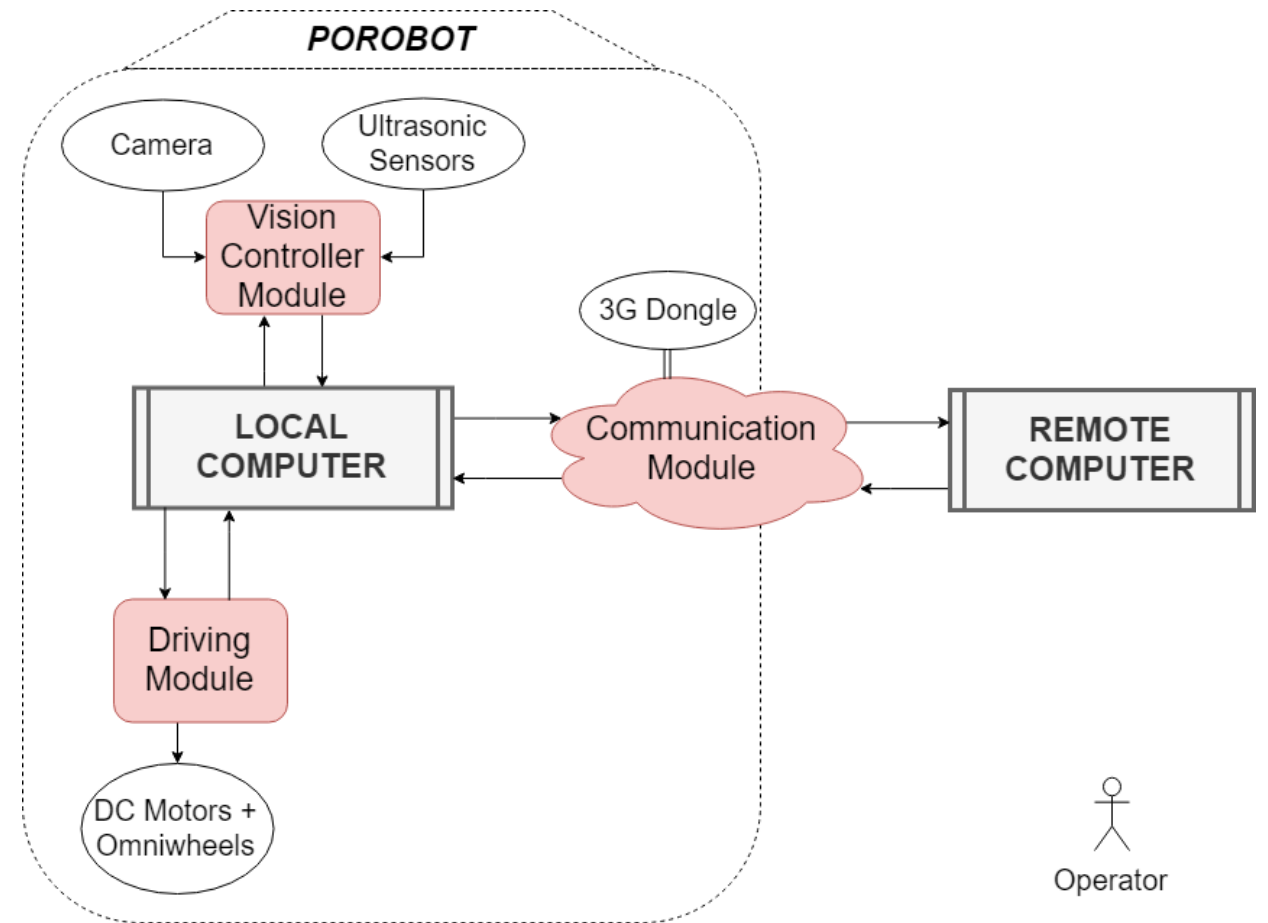 POROBOT
Camera
Ultrasonic
Sensors
Vision
Controller
Module
3G Dongle
LOCAL
COMPUTER
Communication
Module
REMOTE
COMPUTER
Driving
Module
DC Motors +
Omniwheels
Operator